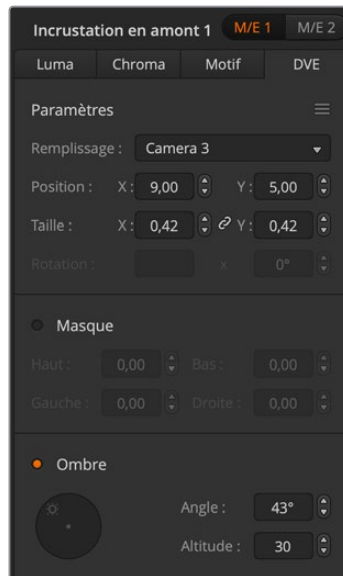 Incrustation en amont 1 M/E 1 M/E 2
Luma Chroma Motif DVE
Paramètres
Remplissage : Camera 3
Position : X: 9,00 Y: 5,00
Taille : X: 0,42 Y: 0,42
Rotation : x 0°
Masque
Haut : 0,00 Bas : 0,00
Gauche : 0,00 Droite : 0,00
Ombre
Angle : 43°
Altitude : 30